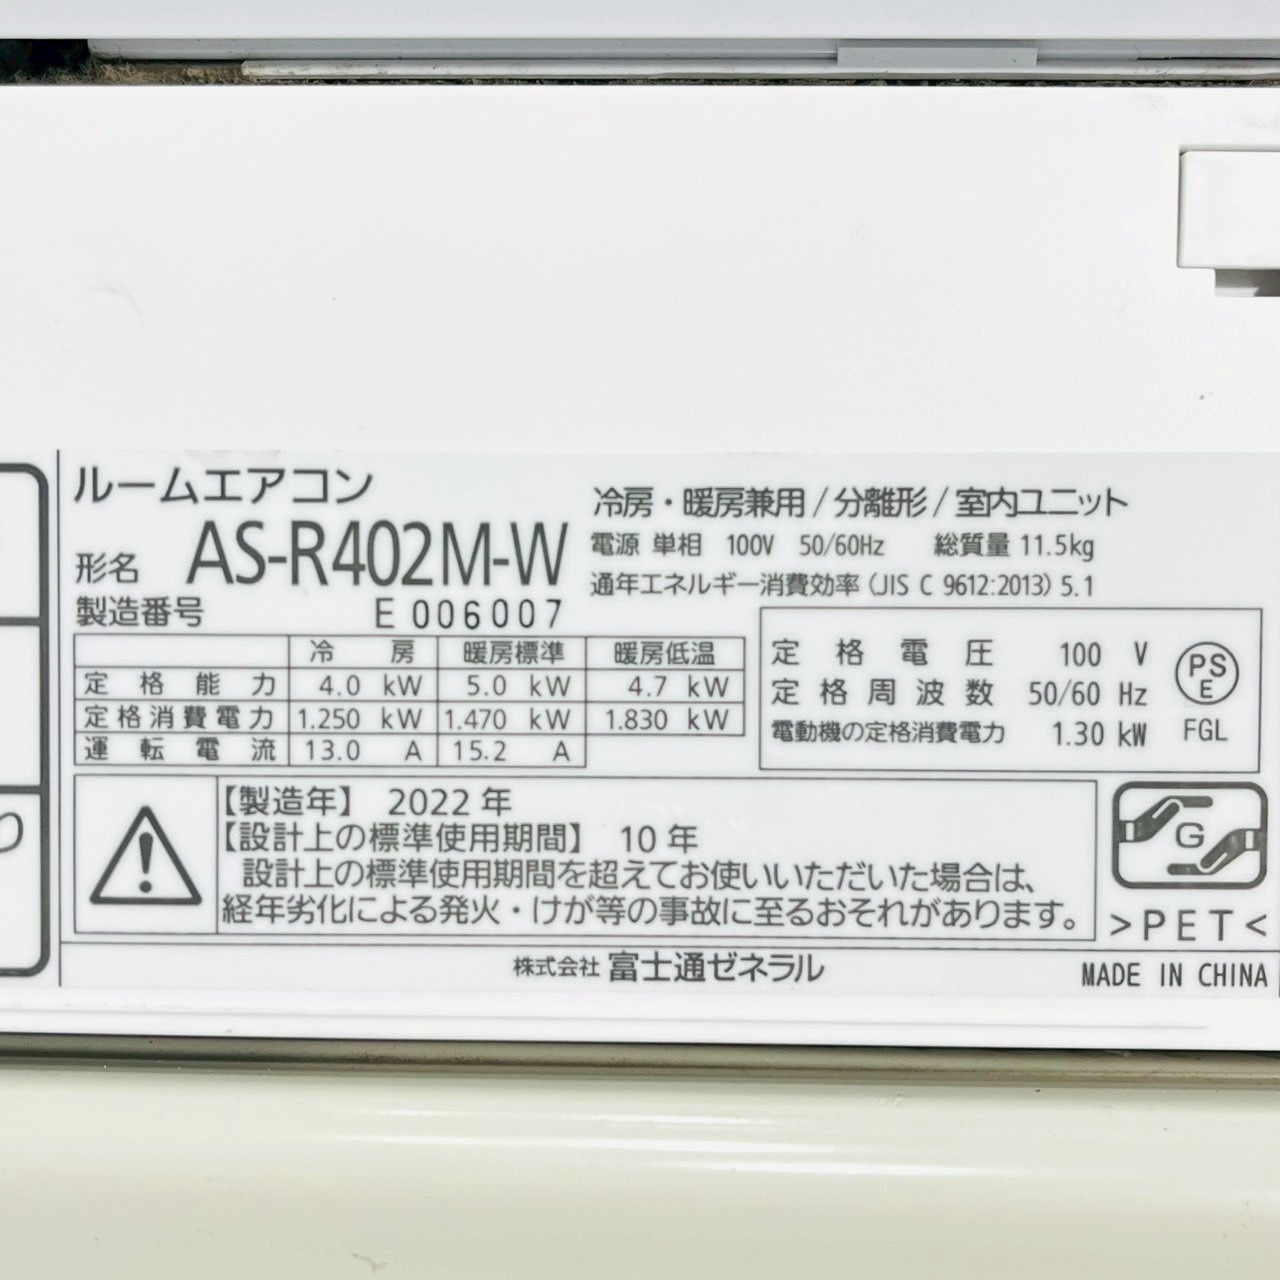 ルームエアコン
形名 AS-R402M-W
製造番号 E 006007
冷房・暖房兼用/分離形/室内ユニット
電源 単相 100V 50/60Hz 総質量 11.5kg
通年エネルギー消費効率(JIS C 9612:2013) 5.1
冷房 暖房標準 暖房低温
定格能力 4.0 kW 5.0 kW 4.7 kW
定格消費電力 1.250 kW 1.470 kW 1.830 kW
運転電流 13.0 A 15.2 A
定格電圧 100 V
定格周波数 50/60 Hz
電動機の定格消費電力 1.30 kW
PS
E
FGL
【製造年】 2022 年
【設計上の標準使用期間】 10 年
設計上の標準使用期間を超えてお使いいただいた場合は、
経年劣化による発火・けが等の事故に至るおそれがあります。
G
>PET<
株式会社 富士通ゼネラル
MADE IN CHINA